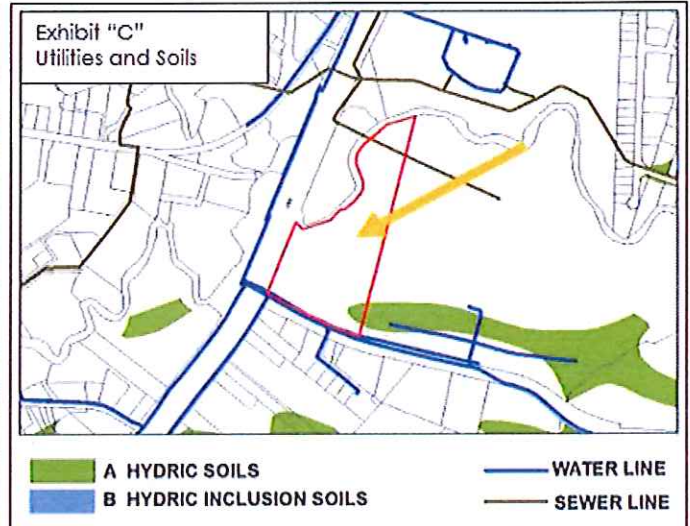 Exhibit "C"
Utilities and Soils
A HYDRIC SOILS
B HYDRIC INCLUSION SOILS
WATER LINE
SEWER LINE